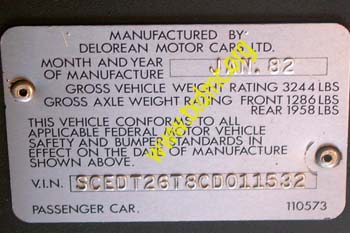 MANUFACTURED BY
DELOREAN MOTOR CARS LTD.
MONTH AND YEAR
OF MANUFACTURE JAN. 82
GROSS VEHICLE WEIGHT RATING 3244 LBS
GROSS AXLE WEIGHT RATING FRONT 1286 LBS
REAR 1958 LBS
THIS VEHICLE CONFORMS TO ALL
APPLICABLE FEDERAL MOTOR VEHICLE
SAFETY AND BUMPER STANDARDS IN
EFFECT ON THE DATE OF MANUFACTURE
SHOWN ABOVE.
V.I.N. SCEDT26T8CD011532
PASSENGER CAR. 110573